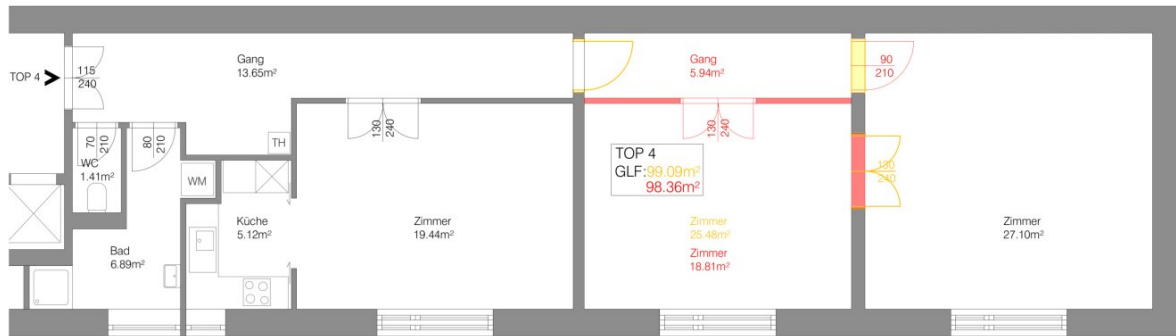 TOP 4
115
240
Gang
13.65m²
Gang
5.94m²
90
210
70
210
80
210
WC
1.41m²
TH
WM
130
240
130
240
TOP 4
GLF:99.09m²
98.36m²
130
240
Küche
5.12m²
Zimmer
19.44m²
Zimmer
25.48m²
Zimmer
18.81m²
Zimmer
27.10m²
Bad
6.89m²